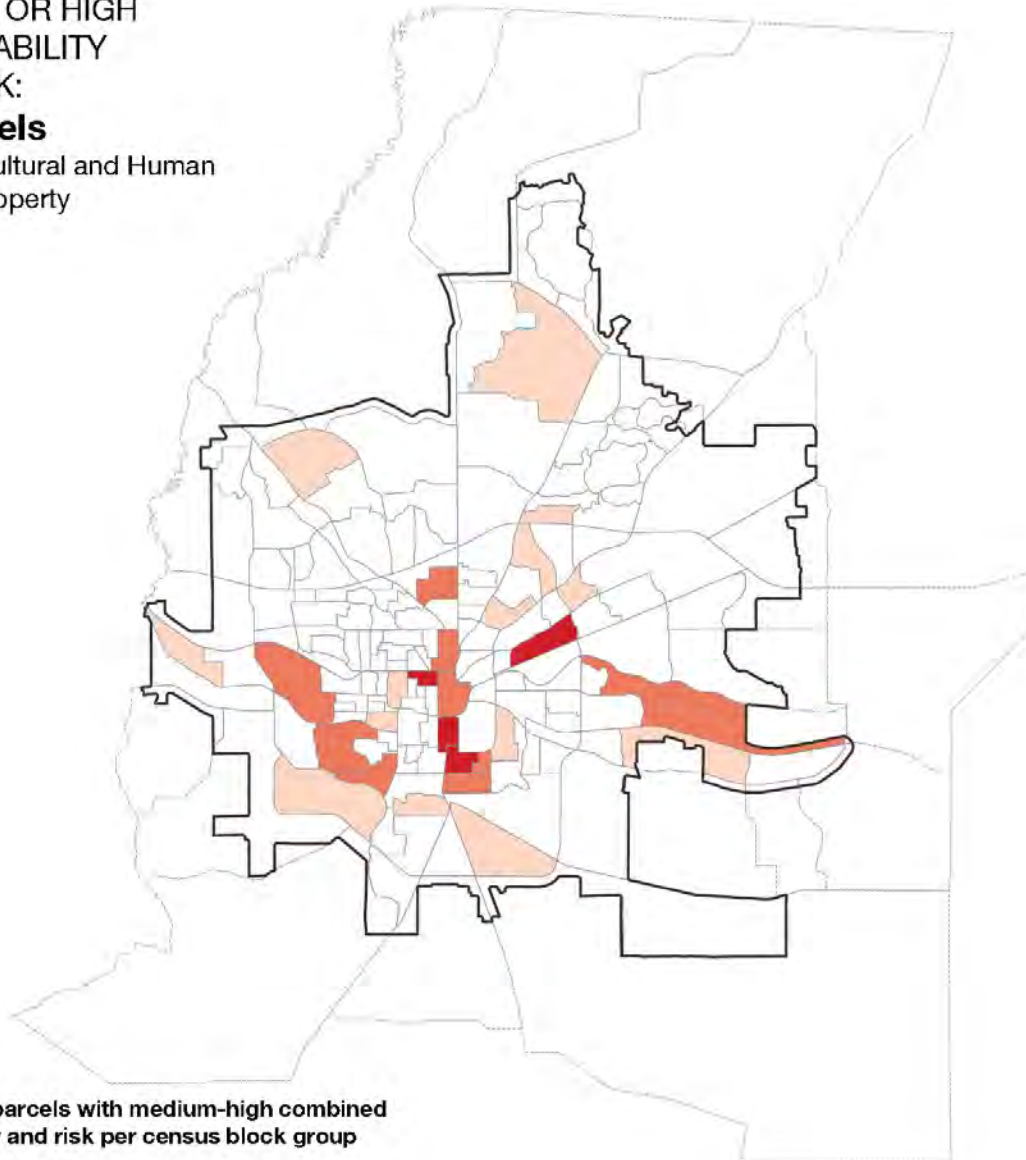 OR HIGH
ABILITY
K:
els
ultural and Human
operty
parcels with medium-high combined
and risk per census block group